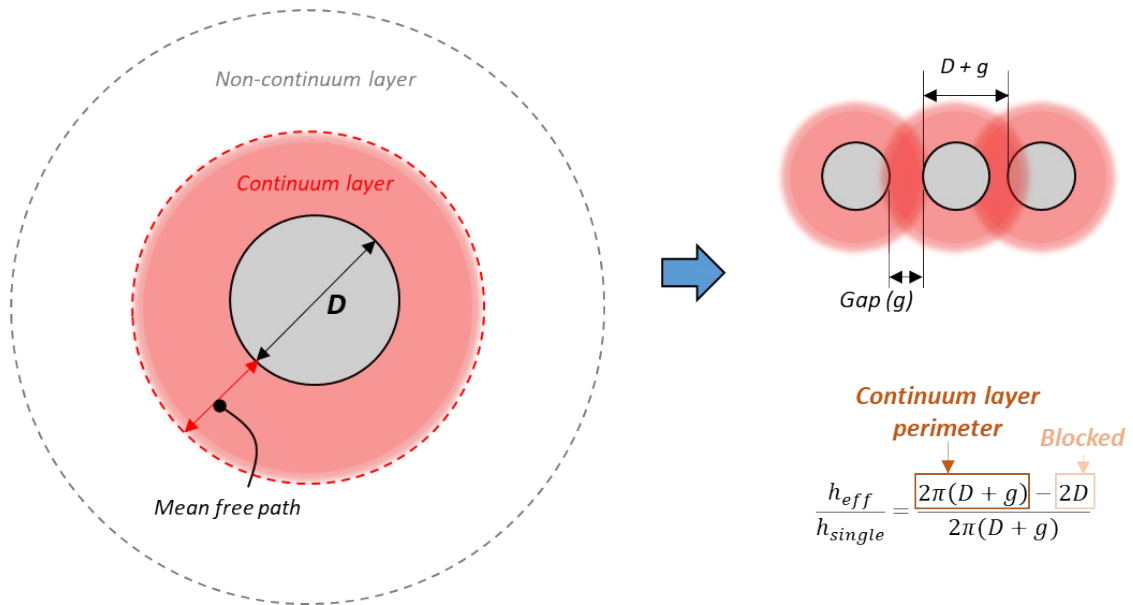 Non-continuum layer
Continuum layer
D
Mean free path
D + g
Gap (g)
Continuum layer
perimeter
Blocked
h_eff / h_single = (2π(D + g) − 2D) / (2π(D + g))